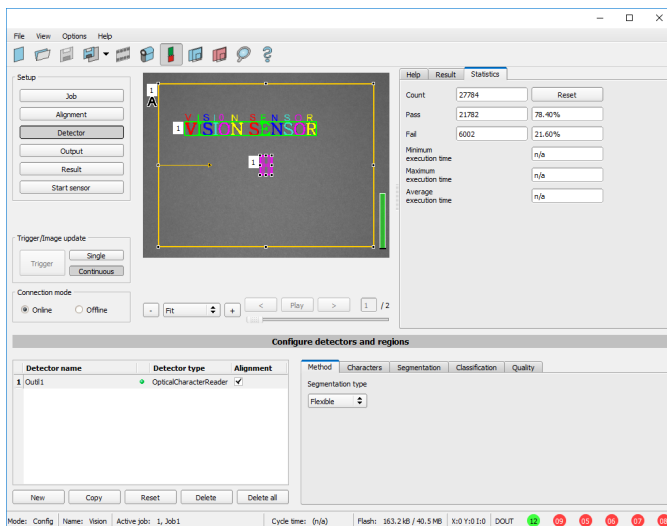 File View Options Help
Setup
Job
Alignment
Detector
Output
Result
Start sensor
Trigger/Image update
Trigger
Single
Continuous
Connection mode
Online Offline
1
A
VISION SENSOR
1 VISION SENSOR
1
- Fit + < Play > 1 / 2
Help Result Statistics
Count 27784 Reset
Pass 21782 78.40%
Fail 6002 21.60%
Minimum
execution time n/a
Maximum
execution time n/a
Average
execution time n/a
Configure detectors and regions
Detector name Detector type Alignment
1 Outil1 OpticalCharacterReader
New Copy Reset Delete Delete all
Method Characters Segmentation Classification Quality
Segmentation type
Flexible
Mode: Config Name: Vision Active job: 1, Job1 Cycle time: (n/a) Flash: 163.2 kB / 40.5 MB X:0 Y:0 I:0 DOUT 12 09 05 06 07 08